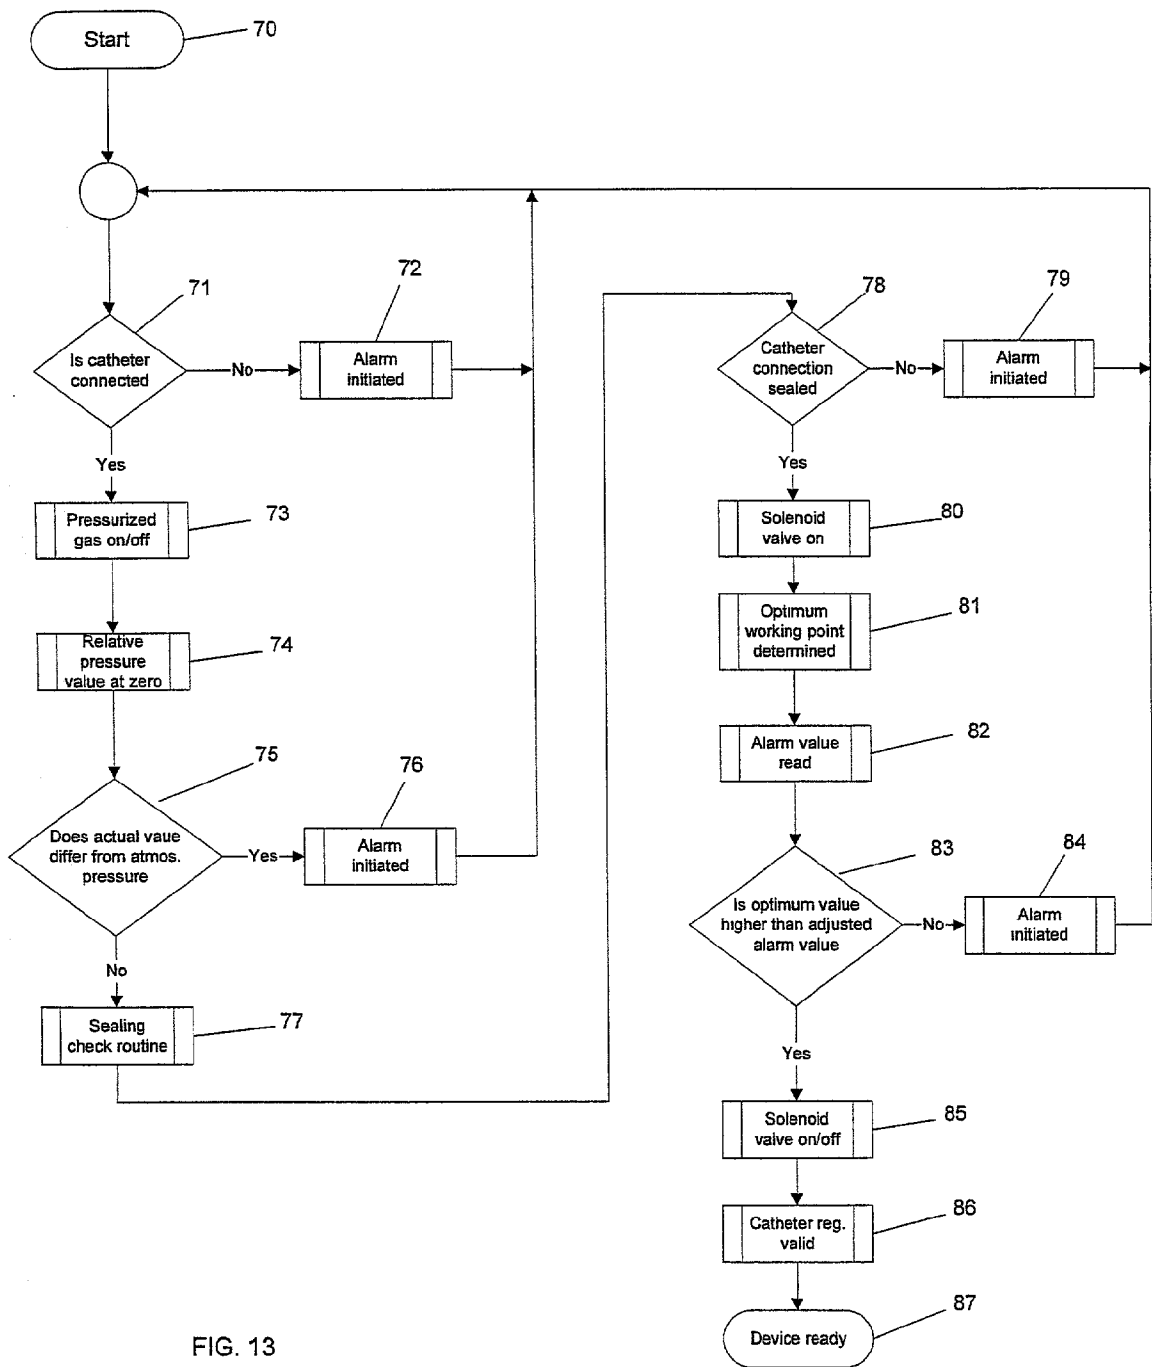 Start
70
71
Is catheter
connected
No
72
Alarm
initiated
Yes
Pressurized
gas on/off
73
Relative
pressure
value at zero
74
75
Does actual vaue
differ from atmos.
pressure
Yes
76
Alarm
initiated
No
Sealing
check routine
77
78
Catheter
connection
sealed
No
79
Alarm
initiated
Yes
Solenoid
valve on
80
Optimum
working point
determined
81
Alarm value
read
82
83
Is optimum value
higher than adjusted
alarm value
No
84
Alarm
initiated
Yes
Solenoid
valve on/off
85
Catheter reg.
valid
86
Device ready
87
FIG. 13